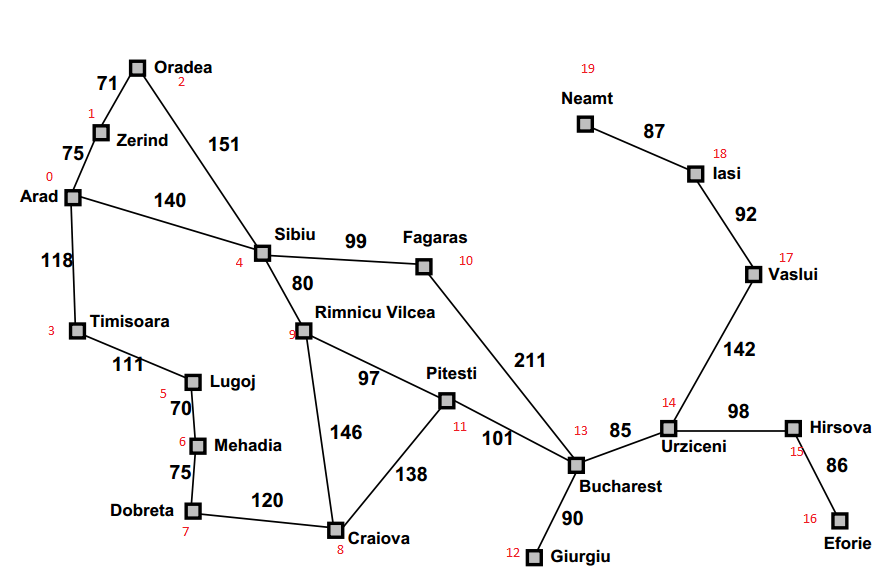 19
Oradea
71
2
Neamt
1
87
Zerind
151
18
75
Iasi
0
Arad
140
92
Sibiu
99
Fagaras
118
4
10
17
Vaslui
80
Rimnicu Vilcea
Timisoara
3
9
142
111
97
Pitesti
211
Lugoj
5
70
14
98
146
11
101
13
85
Hirsova
6
Mehadia
Urziceni
15
75
138
86
Bucharest
120
Dobreta
90
16
7
Craiova
8
12
Giurgiu
Eforie